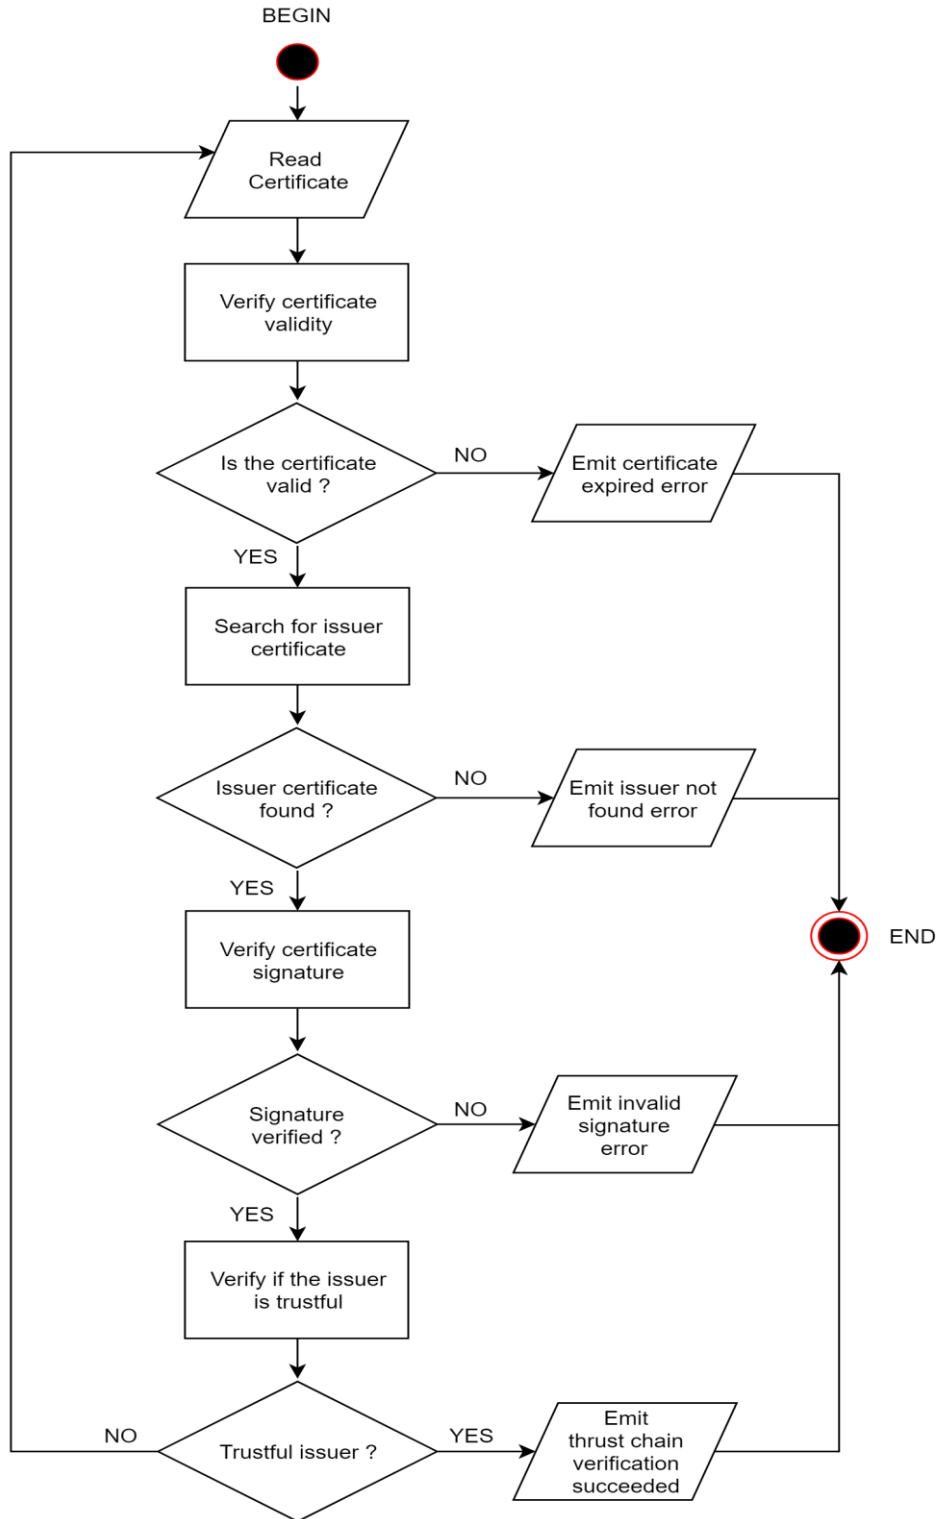 BEGIN
Read
Certificate
Verify certificate
validity
Is the certificate
valid ?
NO
Emit certificate
expired error
YES
Search for issuer
certificate
Issuer certificate
found ?
NO
Emit issuer not
found error
YES
Verify certificate
signature
END
Signature
verified ?
NO
Emit invalid
signature
error
YES
Verify if the issuer
is trustful
NO
Trustful issuer ?
YES
Emit
thrust chain
verification
succeeded